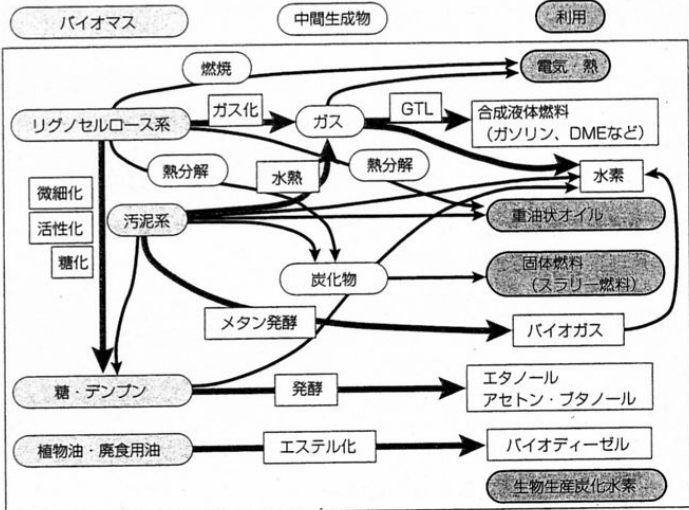 バイオマス
中間生成物
利用
燃焼
電気・熱
ガス化
ガス
GTL
合成液体燃料
(ガソリン、DMEなど)
リグノセルロース系
熱分解
水熱
熱分解
水素
微細化
活性化
糖化
汚泥系
重油状オイル
炭化物
固体燃料
(スラリー燃料)
メタン発酵
バイオガス
糖・デンプン
発酵
エタノール
アセトン・ブタノール
植物油・廃食用油
エステル化
バイオディーゼル
生物生産炭化水素